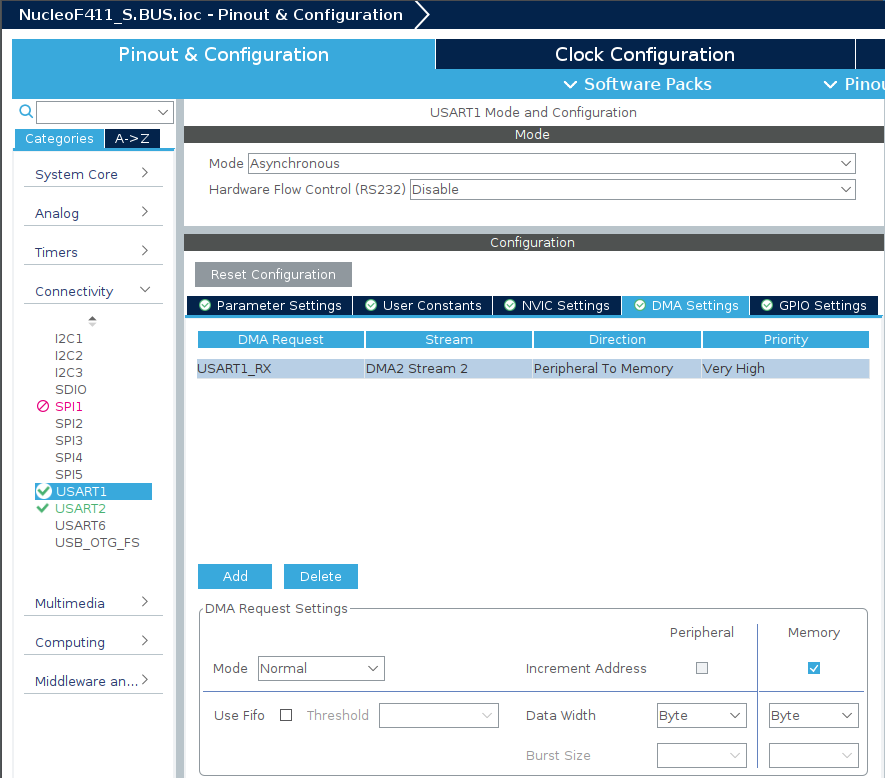 NucleoF411_S.BUS.ioc - Pinout & Configuration
Pinout & Configuration
Clock Configuration
Software Packs
Pinou
Categories
A->Z
System Core
Analog
Timers
Connectivity
I2C1
I2C2
I2C3
SDIO
SPI1
SPI2
SPI3
SPI4
SPI5
USART1
USART2
USART6
USB_OTG_FS
Multimedia
Computing
Middleware an...
USART1 Mode and Configuration
Mode
Mode Asynchronous
Hardware Flow Control (RS232) Disable
Configuration
Reset Configuration
Parameter Settings User Constants NVIC Settings DMA Settings GPIO Settings
DMA Request Stream Direction Priority
USART1_RX DMA2 Stream 2 Peripheral To Memory Very High
Add Delete
DMA Request Settings
Peripheral Memory
Mode Normal Increment Address
Use Fifo Threshold Data Width Byte Byte
Burst Size